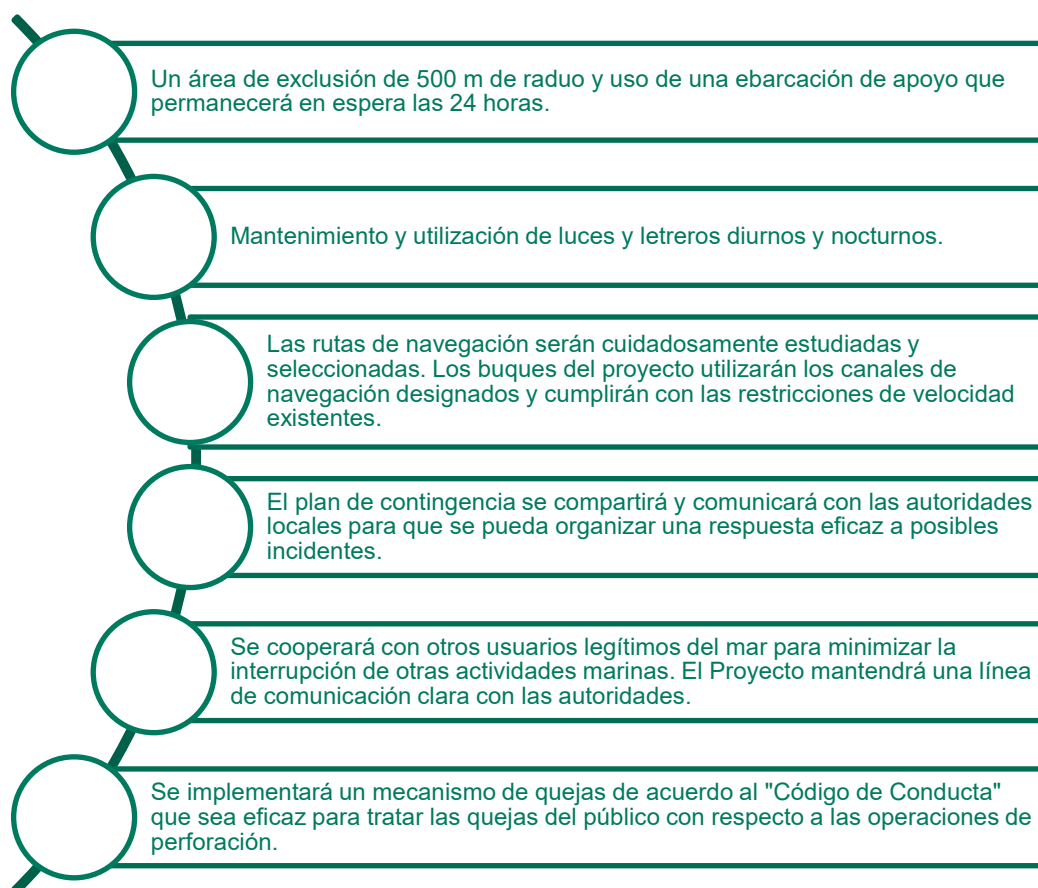 Un área de exclusión de 500 m de raduo y uso de una ebarcación de apoyo que
permanecerá en espera las 24 horas.
Mantenimiento y utilización de luces y letreros diurnos y nocturnos.
Las rutas de navegación serán cuidadosamente estudiadas y
seleccionadas. Los buques del proyecto utilizarán los canales de
navegación designados y cumplirán con las restricciones de velocidad
existentes.
El plan de contingencia se compartirá y comunicará con las autoridades
locales para que se pueda organizar una respuesta eficaz a posibles
incidentes.
Se cooperará con otros usuarios legítimos del mar para minimizar la
interrupción de otras actividades marinas. El Proyecto mantendrá una línea
de comunicación clara con las autoridades.
Se implementará un mecanismo de quejas de acuerdo al "Código de Conducta"
que sea eficaz para tratar las quejas del público con respecto a las operaciones de
perforación.